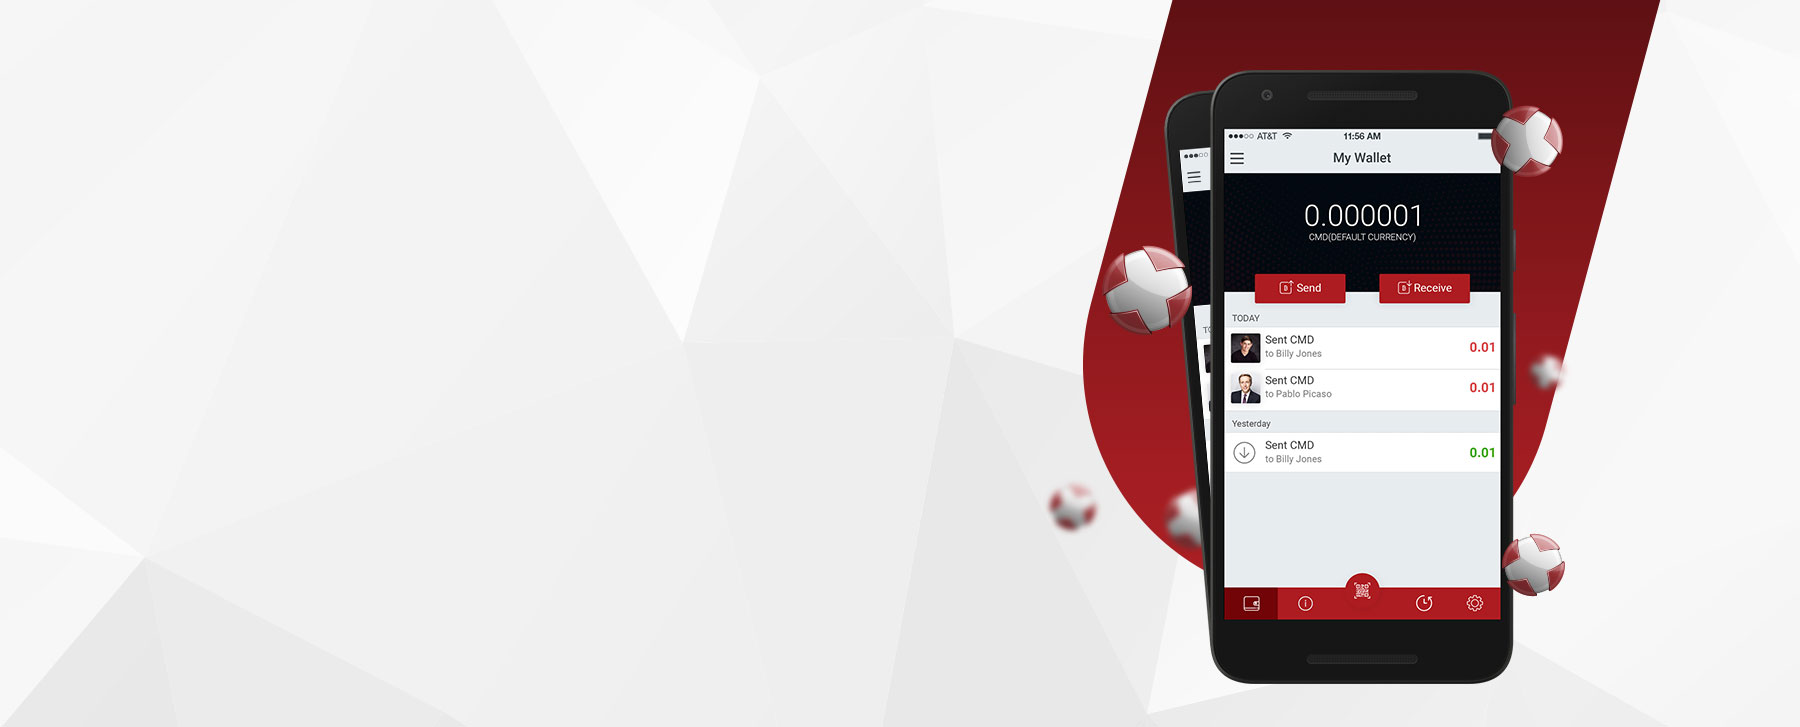 AT&T 11:56 AM
My Wallet
0.000001
CMD(DEFAULT CURRENCY)
Send Receive
TODAY
Sent CMD
to Billy Jones 0.01
Sent CMD
to Pablo Picaso 0.01
Yesterday
Sent CMD
to Billy Jones 0.01